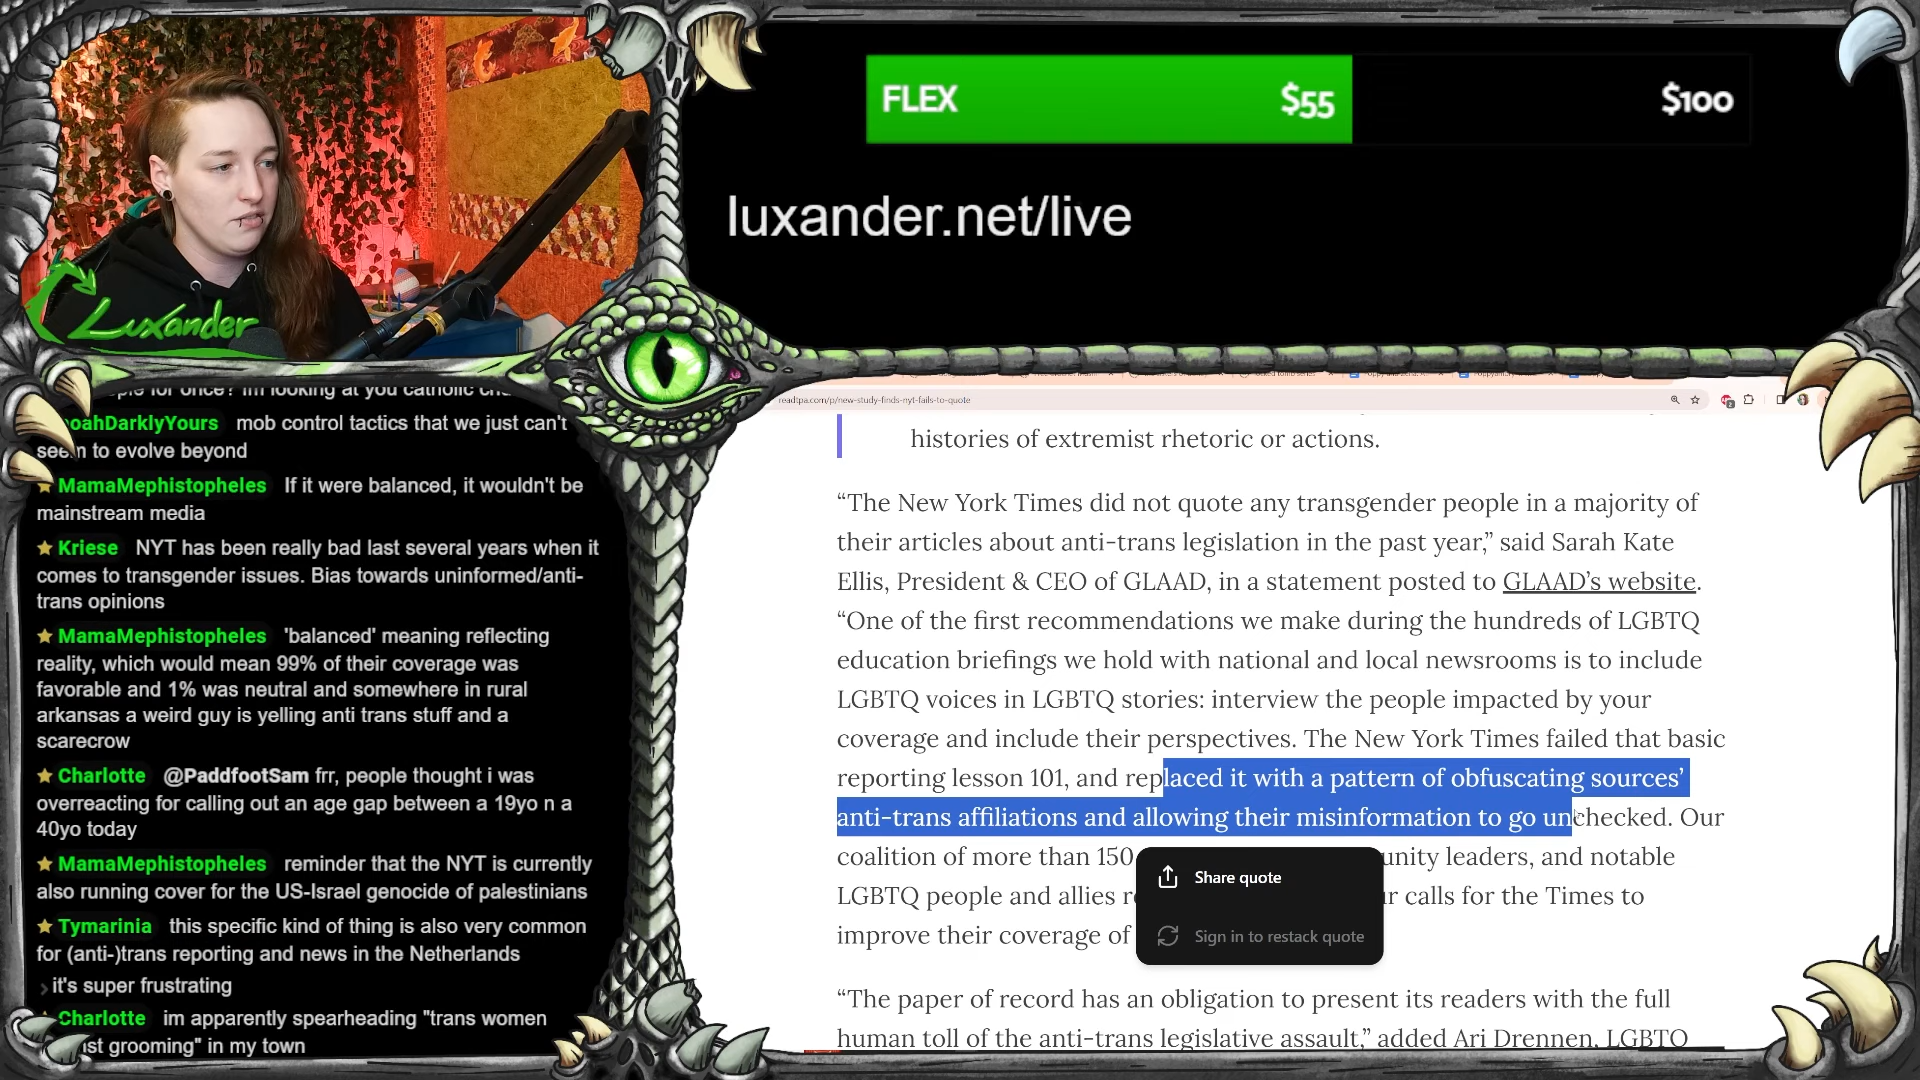 FLEX $55 $100
luxander.net/live
Luxander
NoahDarklyYours mob control tactics that we just can't
seem to evolve beyond
MamaMephistopheles If it were balanced, it wouldn't be
mainstream media
Kriese NYT has been really bad last several years when it
comes to transgender issues. Bias towards uninformed/anti-
trans opinions
MamaMephistopheles 'balanced' meaning reflecting
reality, which would mean 99% of their coverage was
favorable and 1% was neutral and somewhere in rural
arkansas a weird guy is yelling anti trans stuff and a
scarecrow
Charlotte @PaddfootSam frr, people thought i was
overreacting for calling out an age gap between a 19yo n a
40yo today
MamaMephistopheles reminder that the NYT is currently
also running cover for the US-Israel genocide of palestinians
Tymarinia this specific kind of thing is also very common
for (anti-)trans reporting and news in the Netherlands
it's super frustrating
Charlotte im apparently spearheading "trans women
grooming" in my town
readtpa.com/p/new-study-finds-nyt-fails-to-quote
histories of extremist rhetoric or actions.
“The New York Times did not quote any transgender people in a majority of
their articles about anti-trans legislation in the past year,” said Sarah Kate
Ellis, President & CEO of GLAAD, in a statement posted to GLAAD’s website.
“One of the first recommendations we make during the hundreds of LGBTQ
education briefings we hold with national and local newsrooms is to include
LGBTQ voices in LGBTQ stories: interview the people impacted by your
coverage and include their perspectives. The New York Times failed that basic
reporting lesson 101, and replaced it with a pattern of obfuscating sources’
anti-trans affiliations and allowing their misinformation to go unchecked. Our
coalition of more than 150 unity leaders, and notable
LGBTQ people and allies r r calls for the Times to
improve their coverage of
Share quote
Sign in to restack quote
“The paper of record has an obligation to present its readers with the full
human toll of the anti-trans legislative assault,” added Ari Drennen, LGBTQ